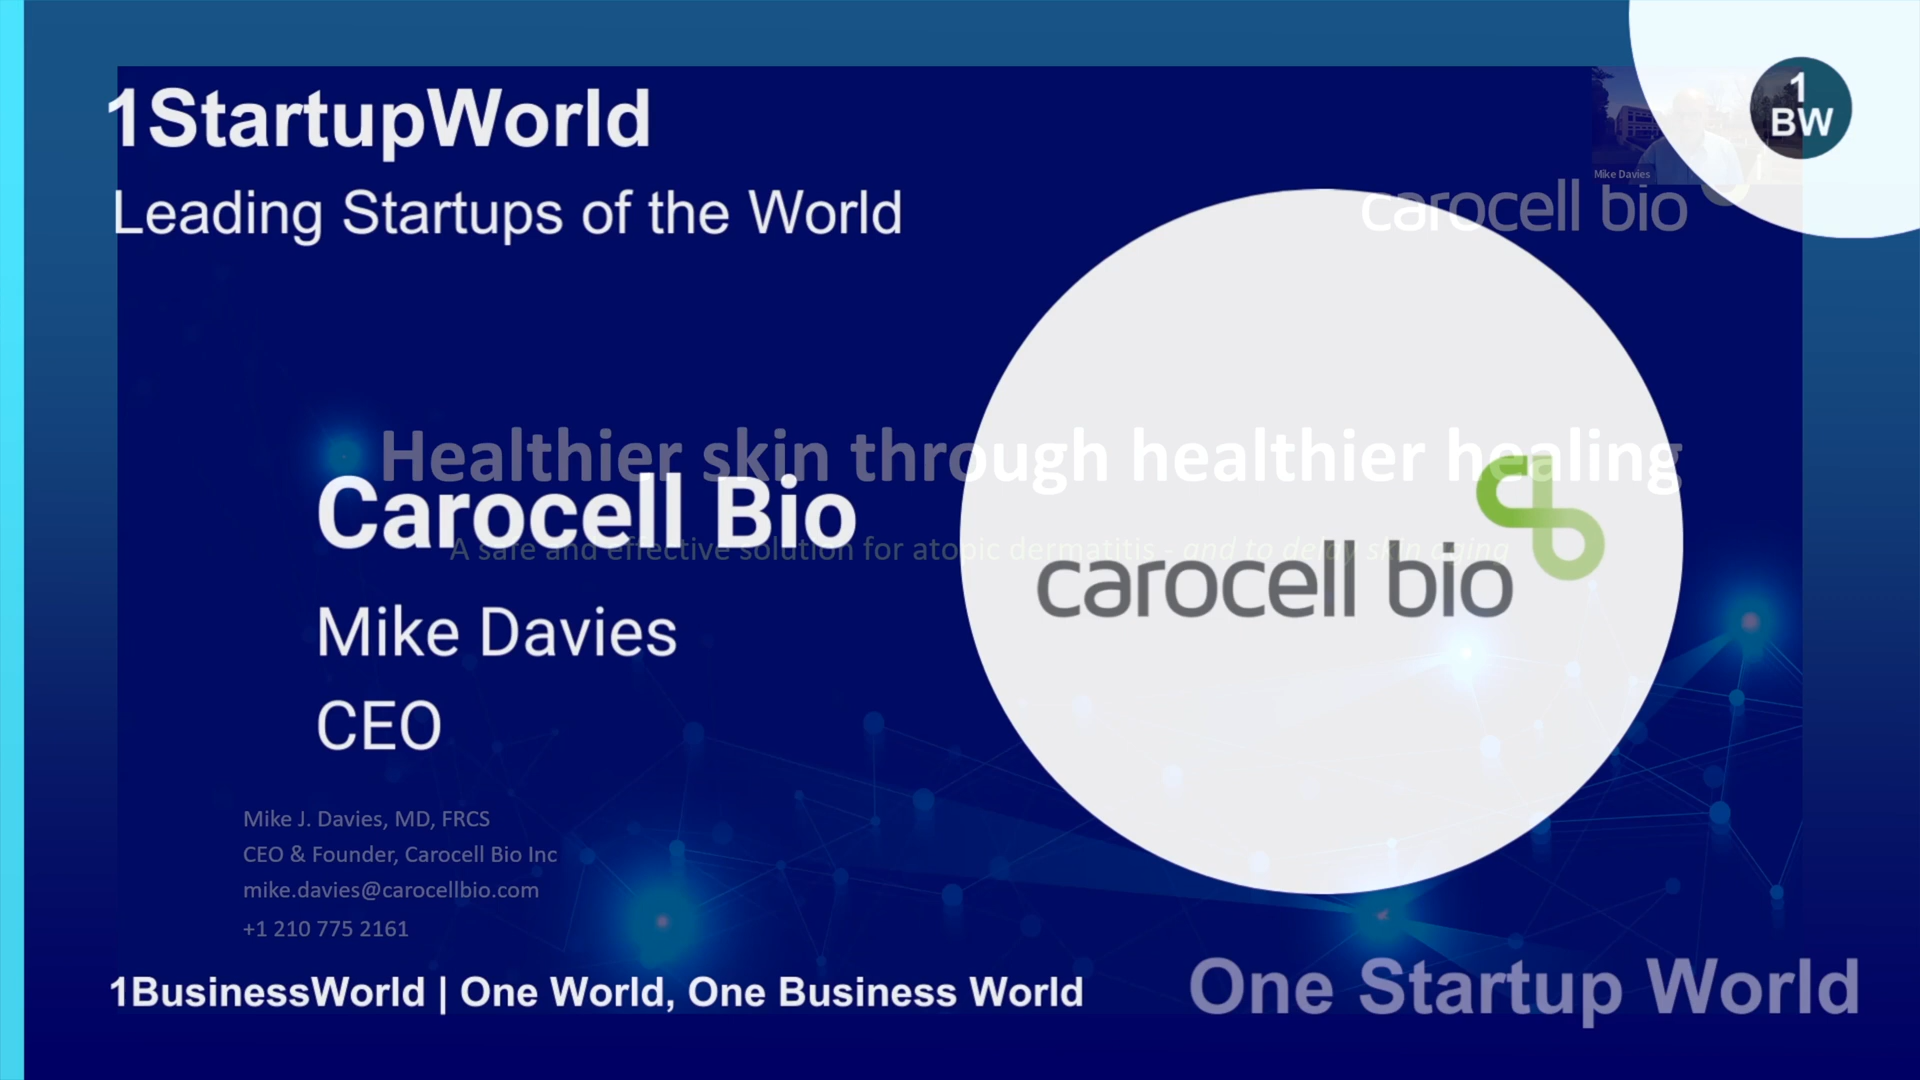 1StartupWorld
Leading Startups of the World
1
BW
Mike Davies
carocell bio
Healthier skin through healthier healing
Carocell Bio
A safe and effective solution for atopic dermatitis - and to delay skin aging
carocell bio
Mike Davies
CEO
Mike J. Davies, MD, FRCS
CEO & Founder, Carocell Bio Inc
mike.davies@carocellbio.com
+1 210 775 2161
1BusinessWorld | One World, One Business World
One Startup World